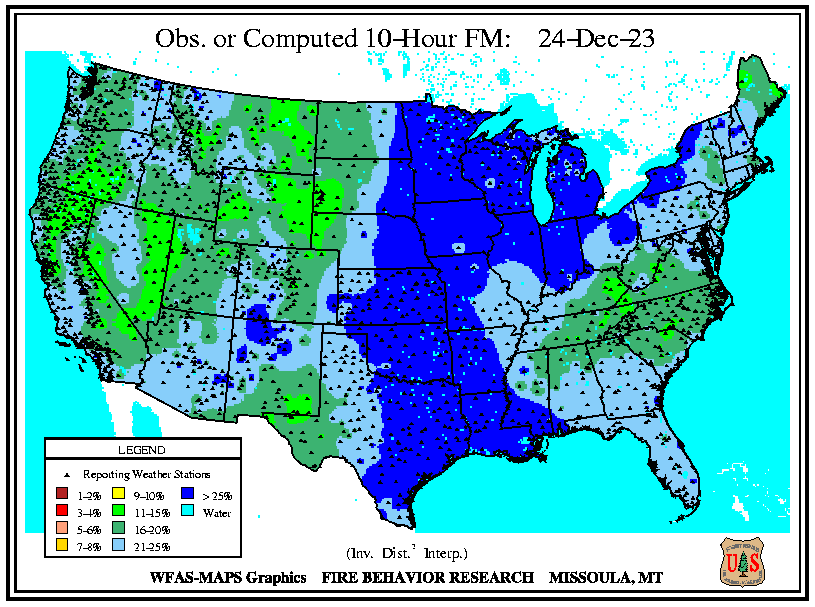 Obs. or Computed 10-Hour FM: 24-Dec-23
LEGEND
Reporting Weather Stations
1-2% 9-10% > 25%
3-4% 11-15% Water
5-6% 16-20%
7-8% 21-25%
(Inv. Dist.² Interp.)
WFAS-MAPS Graphics FIRE BEHAVIOR RESEARCH MISSOULA, MT
U S